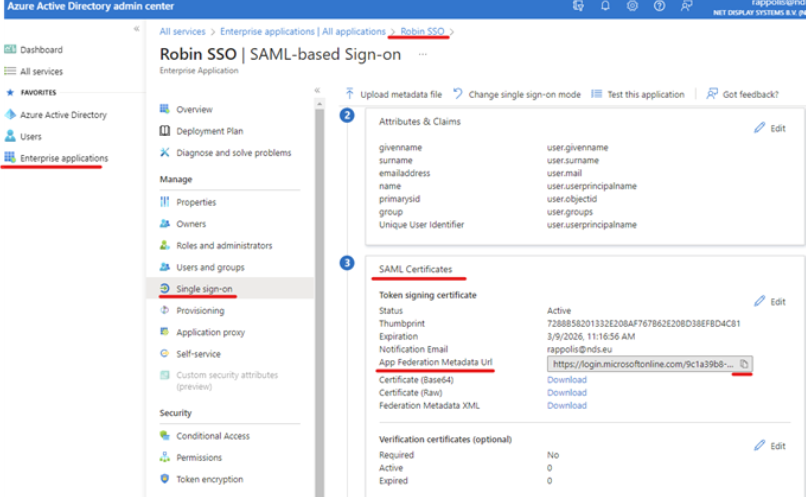 Azure Active Directory admin center
rappolis@nd
NET DISPLAY SYSTEMS B.V. (N
Dashboard
All services
FAVORITES
Azure Active Directory
Users
Enterprise applications
All services > Enterprise applications | All applications > Robin SSO >
Robin SSO | SAML-based Sign-on ...
Enterprise Application
Overview
Deployment Plan
Diagnose and solve problems
Manage
Properties
Owners
Roles and administrators
Users and groups
Single sign-on
Provisioning
Application proxy
Self-service
Custom security attributes
(preview)
Security
Conditional Access
Permissions
Token encryption
Upload metadata file Change single sign-on mode Test this application Got feedback?
2
Attributes & Claims
Edit
givenname user.givenname
surname user.surname
emailaddress user.mail
name user.userprincipalname
primarysid user.objectid
group user.groups
Unique User Identifier user.userprincipalname
3
SAML Certificates
Token signing certificate
Edit
Status Active
Thumbprint 7288B58201332E208AF767B62E20BD38EFBD4C81
Expiration 3/9/2026, 11:16:56 AM
Notification Email rappolis@nds.eu
App Federation Metadata Url https://login.microsoftonline.com/9c1a39b8-...
Certificate (Base64) Download
Certificate (Raw) Download
Federation Metadata XML Download
Verification certificates (optional)
Edit
Required No
Active 0
Expired 0